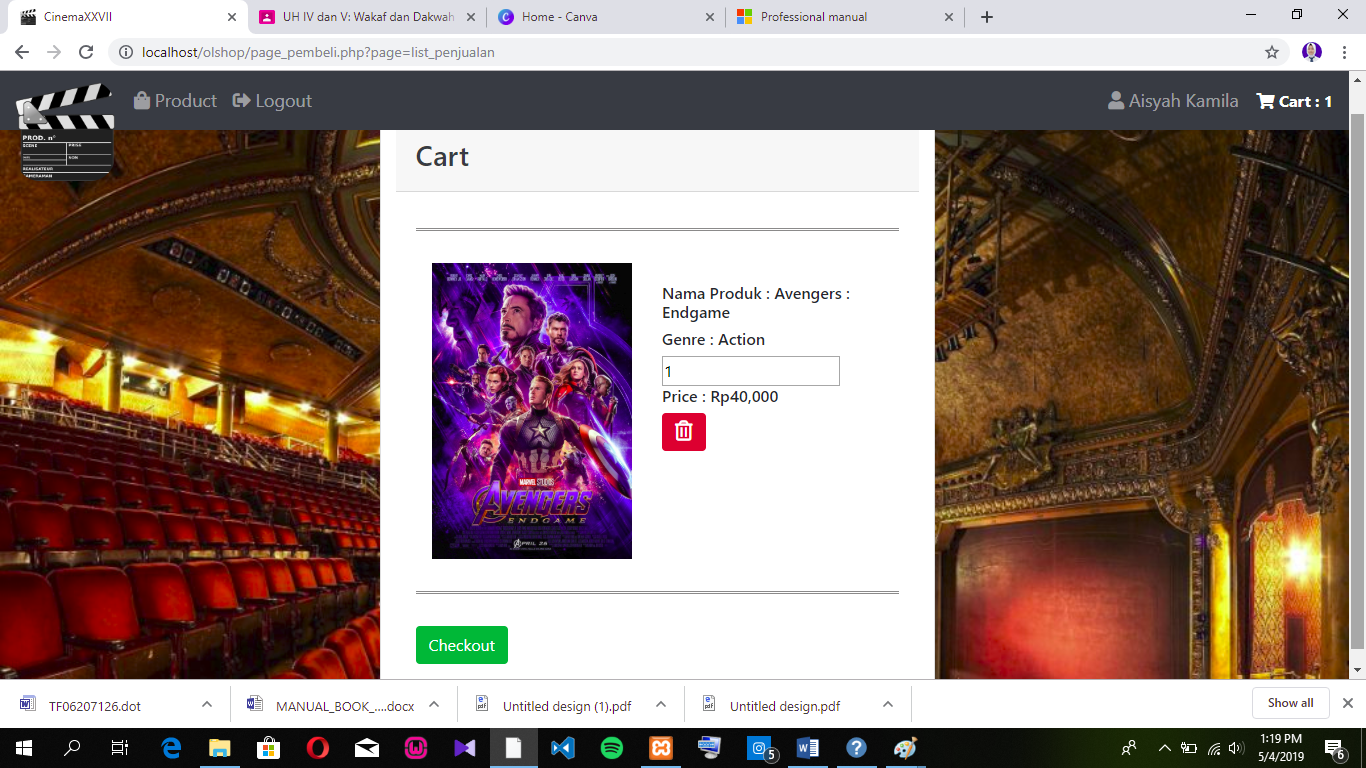 CinemaXXVII
UH IV dan V: Wakaf dan Dakwah
Home - Canva
Professional manual
localhost/olshop/page_pembeli.php?page=list_penjualan
Product
Logout
Aisyah Kamila
Cart : 1
PROD. n°
SCENE
PRISE
SON
REALISATEUR
CAMERAMAN
Cart
Nama Produk : Avengers :
Endgame
Genre : Action
1
Price : Rp40,000
MARVEL STUDIOS
AVENGERS
ENDGAME
APRIL 26
Checkout
TF06207126.dot
MANUAL_BOOK_....docx
Untitled design (1).pdf
Untitled design.pdf
Show all
5
1:19 PM
5/4/2019
6